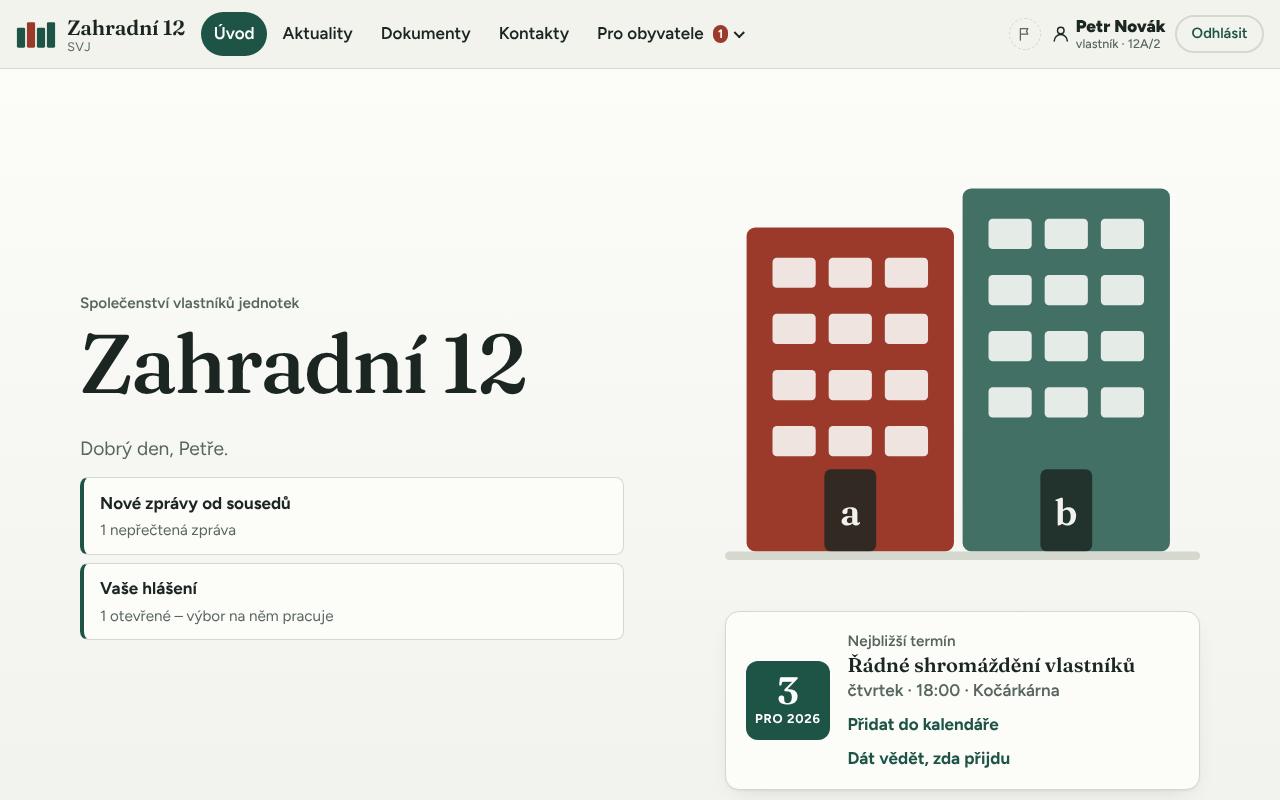 Zahradní 12
SVJ
Úvod
Aktuality
Dokumenty
Kontakty
Pro obyvatele 1
Petr Novák
vlastník · 12A/2
Odhlásit
Společenství vlastníků jednotek
Zahradní 12
Dobrý den, Petře.
Nové zprávy od sousedů
1 nepřečtená zpráva
Vaše hlášení
1 otevřené – výbor na něm pracuje
a
b
3
PRO 2026
Nejbližší termín
Řádné shromáždění vlastníků
čtvrtek · 18:00 · Kočárkárna
Přidat do kalendáře
Dát vědět, zda přijdu